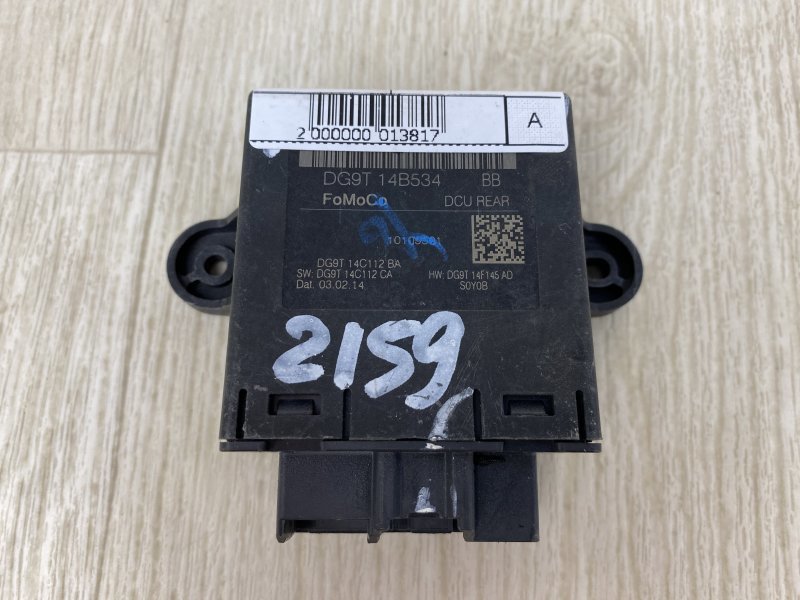 2 000000 013817
A
DG9T 14B534 BB
FoMoCo DCU REAR
DG9T 14C112 BA
SW: DG9T 14C112 CA HW: DG9T 14F145 AD
Dat. 03.02.14 S0Y0B
2159